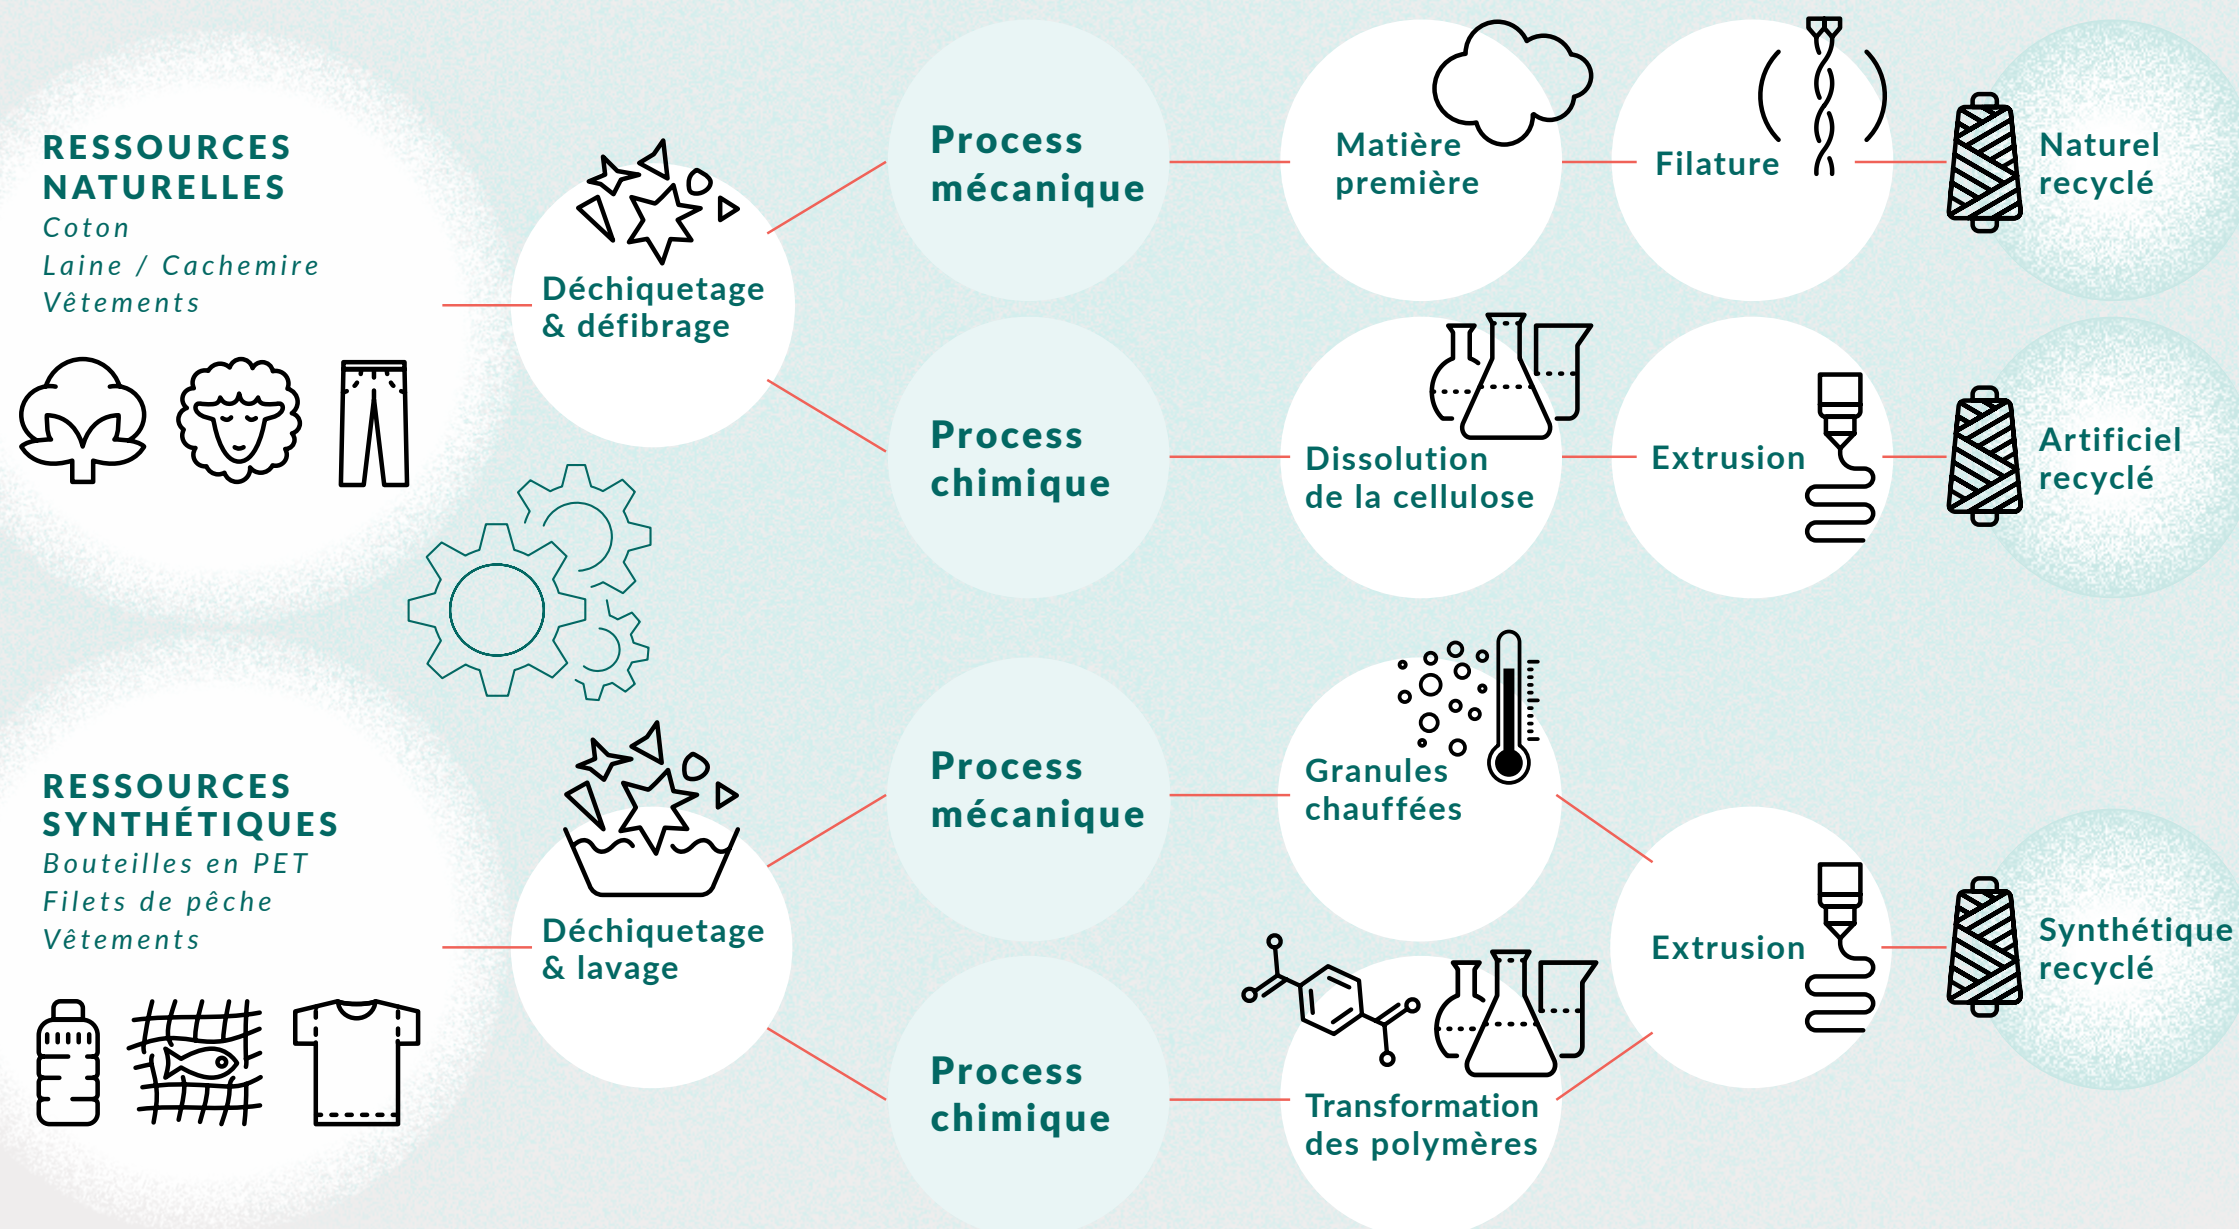 RESSOURCES
NATURELLES
Coton
Laine / Cachemire
Vêtements
Déchiquetage
& défibrage
Process
mécanique
Matière
première
Filature
Naturel
recyclé
Process
chimique
Dissolution
de la cellulose
Extrusion
Artificiel
recyclé
RESSOURCES
SYNTHÉTIQUES
Bouteilles en PET
Filets de pêche
Vêtements
Déchiquetage
& lavage
Process
mécanique
Granules
chauffées
Process
chimique
Transformation
des polymères
Extrusion
Synthétique
recyclé